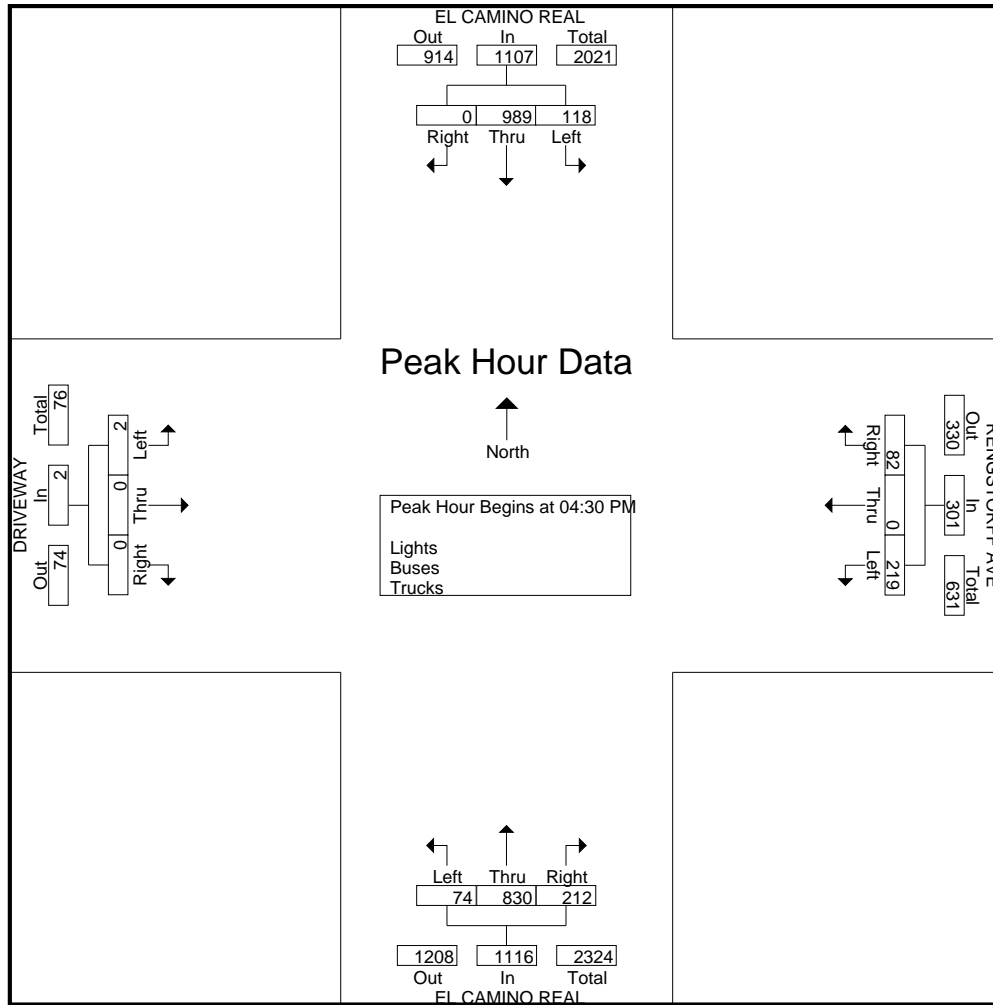 EL CAMINO REAL
Out In Total
914 1107 2021
0 989 118
Right Thru Left
Peak Hour Data
North
Peak Hour Begins at 04:30 PM
Lights
Buses
Trucks
DRIVEWAY
Out In Total
74 2 76
Right Thru Left
0 0 2
RENGSTORFF AVE
Out In Total
330 301 631
82 0 219
Right Thru Left
Left Thru Right
74 830 212
1208 1116 2324
Out In Total
EL CAMINO REAL